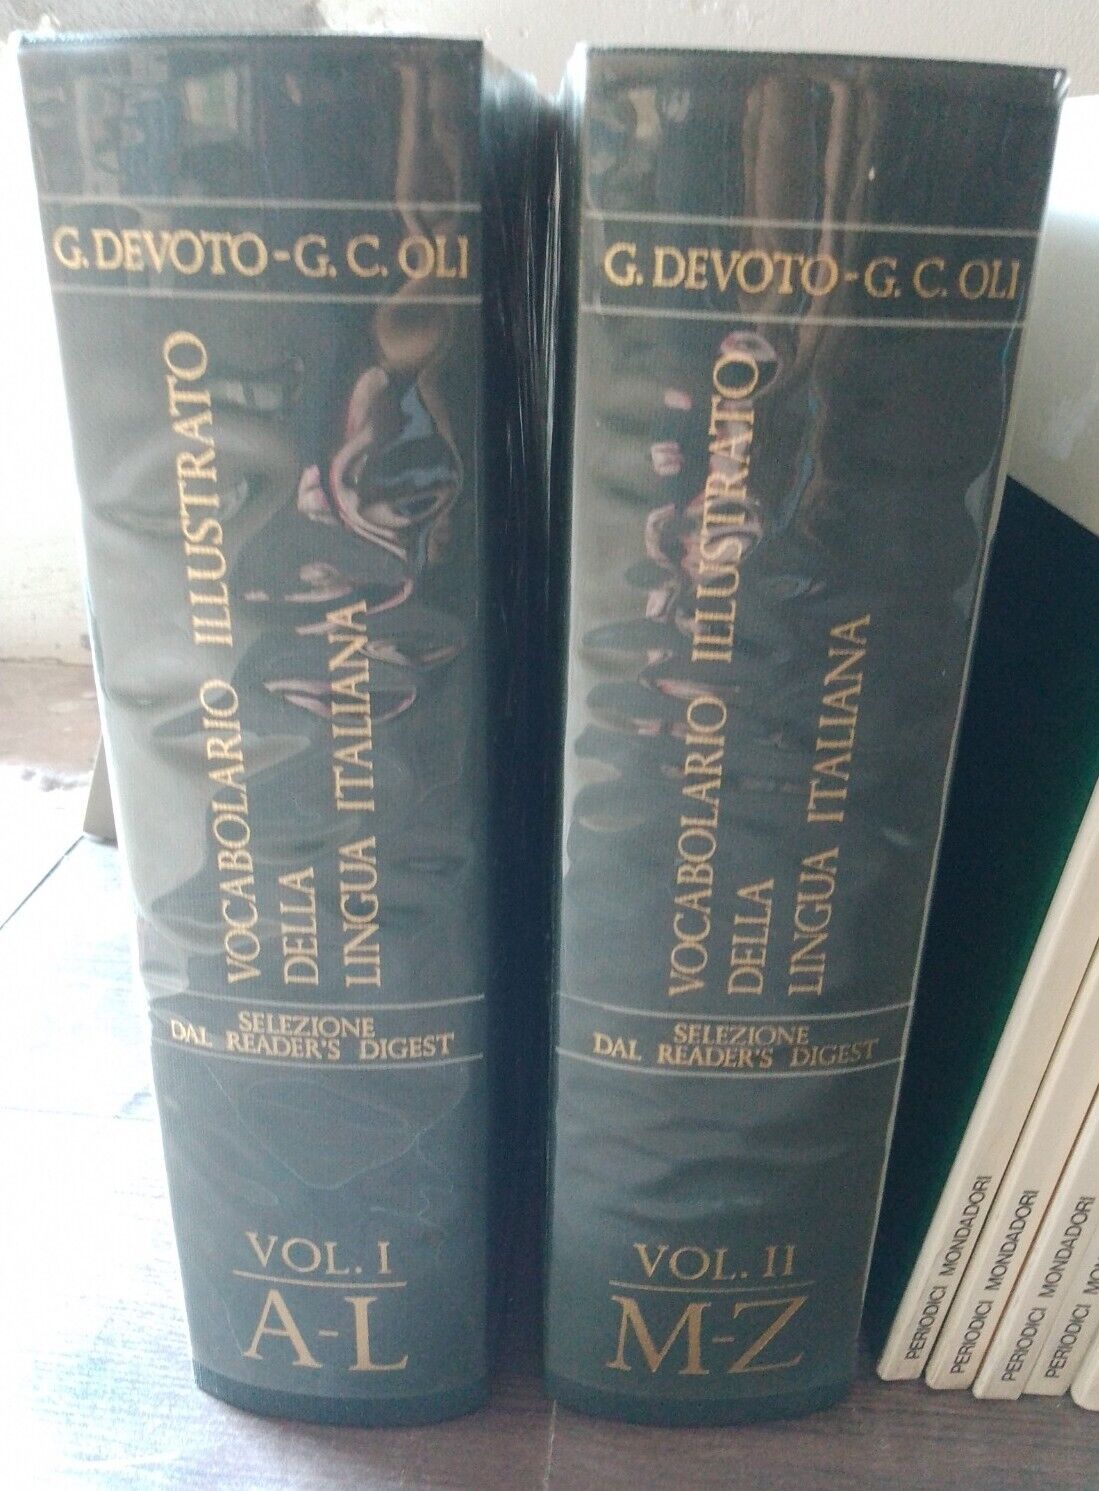 G. DEVOTO-G. C. OLI
VOCABOLARIO ILLUSTRATO
DELLA
LINGUA ITALIANA
SELEZIONE
DAL READER'S DIGEST
VOL. I
A-L
G. DEVOTO-G. C. OLI
VOCABOLARIO ILLUSTRATO
DELLA
LINGUA ITALIANA
SELEZIONE
DAL READER'S DIGEST
VOL. II
M-Z
PERIODICI MONDADORI
PERIODICI MONDADORI
PERIODICI MONDADORI
PERIODICI